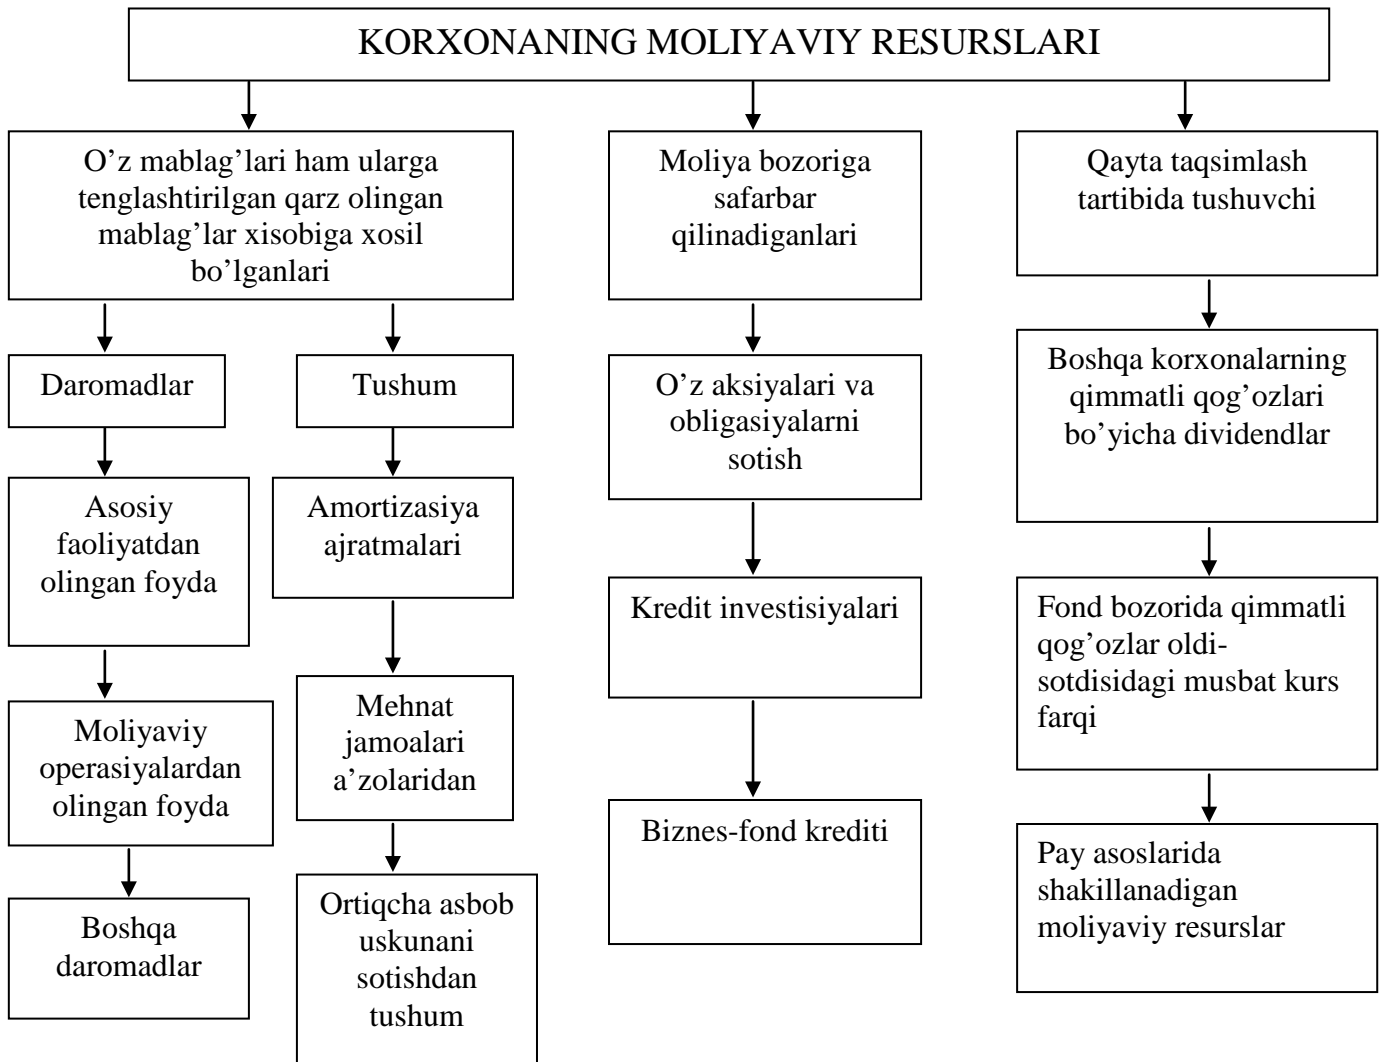 KORXONANING MOLIYAVIY RESURSLARI
O’z mablag’lari ham ularga
tenglashtirilgan qarz olingan
mablag’lar xisobiga xosil
bo’lganlari
Moliya bozoriga
safarbar
qilinadiganlari
Qayta taqsimlash
tartibida tushuvchi
Daromadlar
Tushum
O’z aksiyalari va
obligasiyalarni
sotish
Boshqa korxonalarning
qimmatli qog’ozlari
bo’yicha dividendlar
Asosiy
faoliyatdan
olingan foyda
Amortizasiya
ajratmalari
Kredit investisiyalari
Fond bozorida qimmatli
qog’ozlar oldi-
sotdisidagi musbat kurs
farqi
Moliyaviy
operasiyalardan
olingan foyda
Mehnat
jamoalari
a’zolaridan
Biznes-fond krediti
Pay asoslarida
shakillanadigan
moliyaviy resurslar
Boshqa
daromadlar
Ortiqcha asbob
uskunani
sotishdan
tushum